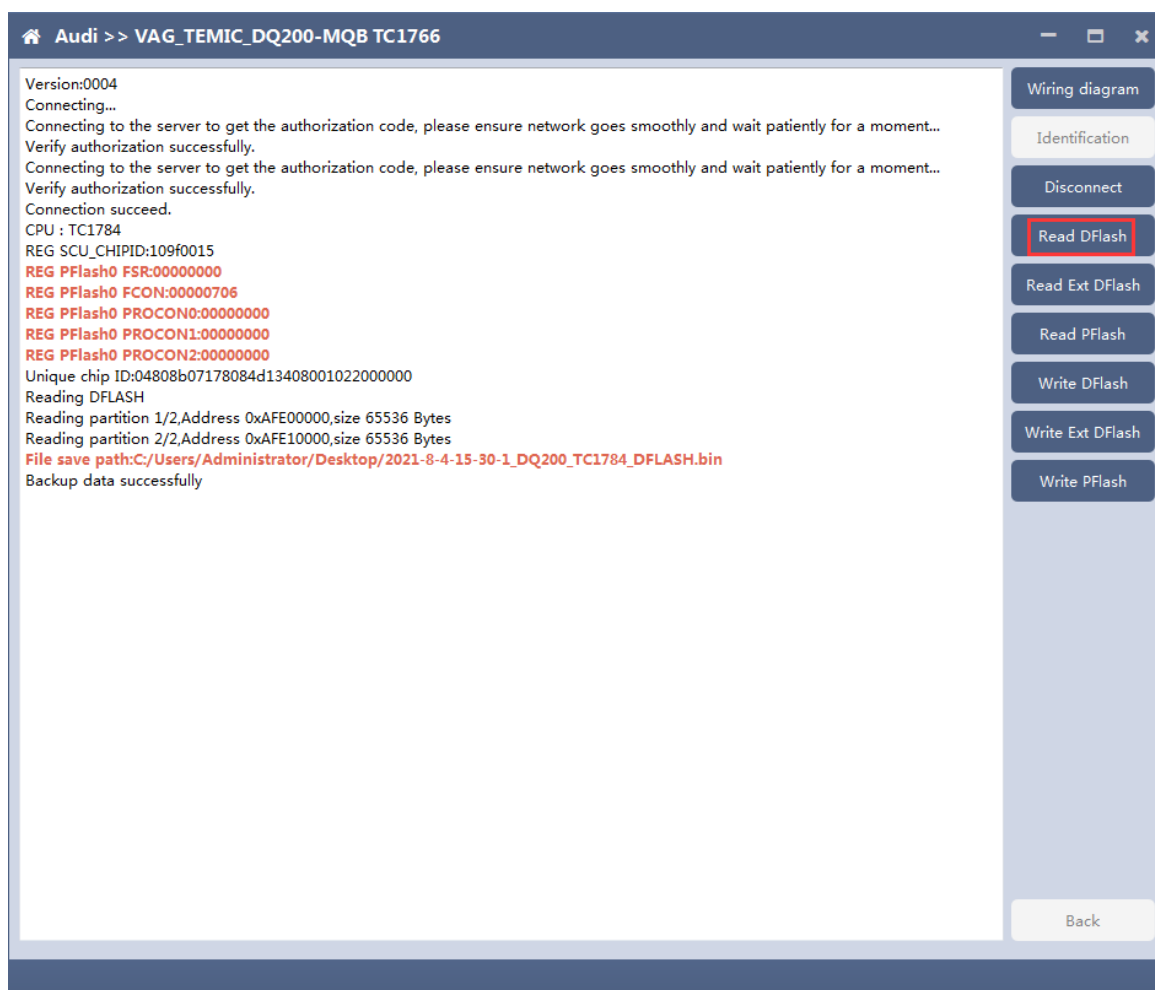 Audi >> VAG_TEMIC_DQ200-MQB TC1766
Version:0004
Connecting...
Connecting to the server to get the authorization code, please ensure network goes smoothly and wait patiently for a moment...
Verify authorization successfully.
Connecting to the server to get the authorization code, please ensure network goes smoothly and wait patiently for a moment...
Verify authorization successfully.
Connection succeed.
CPU : TC1784
REG SCU_CHIPID:109f0015
REG PFlash0 FSR:00000000
REG PFlash0 FCON:00000706
REG PFlash0 PROCON0:00000000
REG PFlash0 PROCON1:00000000
REG PFlash0 PROCON2:00000000
Unique chip ID:04808b07178084d13408001022000000
Reading DFLASH
Reading partition 1/2,Address 0xAFE00000,size 65536 Bytes
Reading partition 2/2,Address 0xAFE10000,size 65536 Bytes
File save path:C:/Users/Administrator/Desktop/2021-8-4-15-30-1_DQ200_TC1784_DFLASH.bin
Backup data successfully
Wiring diagram
Identification
Disconnect
Read DFlash
Read Ext DFlash
Read PFlash
Write DFlash
Write Ext DFlash
Write PFlash
Back